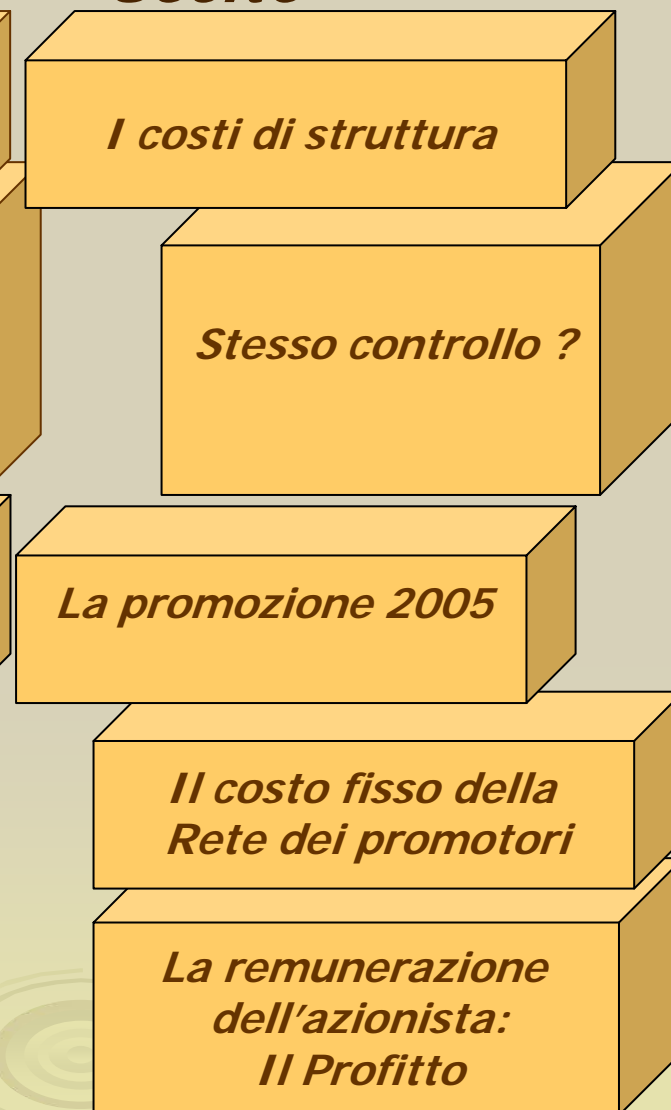 I costi di struttura
Stesso controllo ?
La promozione 2005
Il costo fisso della
Rete dei promotori
La remunerazione
dell'azionista:
Il Profitto